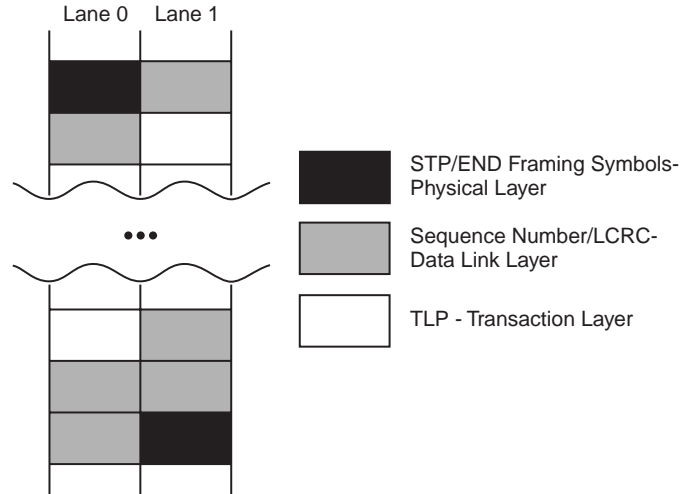 Lane 0 Lane 1
STP/END Framing Symbols-
Physical Layer
•••
Sequence Number/LCRC-
Data Link Layer
TLP - Transaction Layer